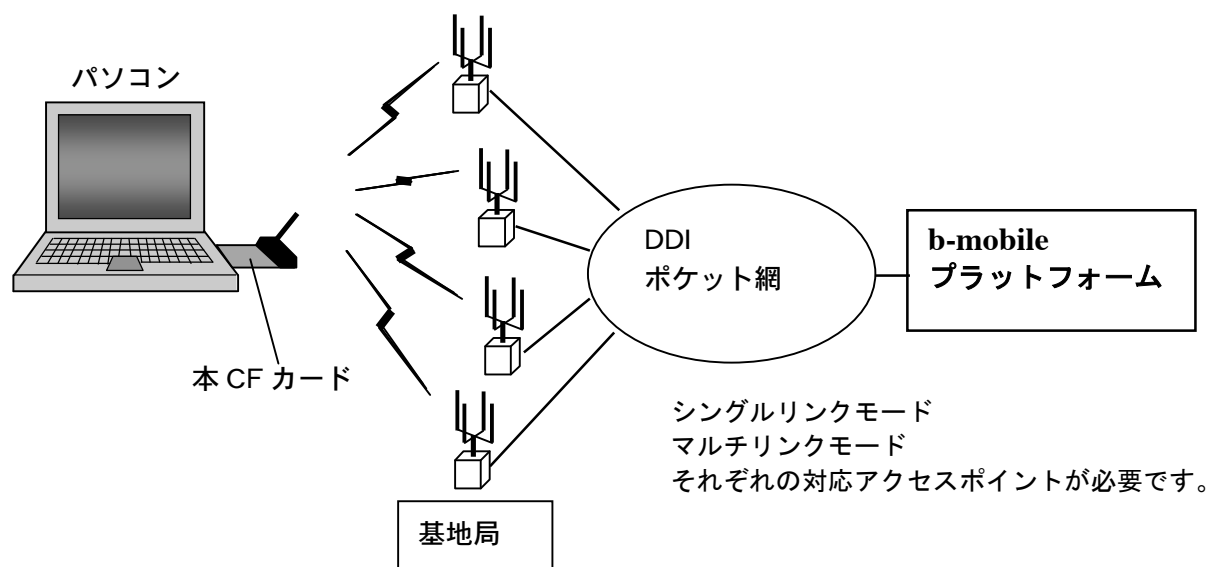 パソコン
本 CF カード
基地局
DDI
ポケット網
b-mobile
プラットフォーム
シングルリンクモード
マルチリンクモード
それぞれの対応アクセスポイントが必要です。